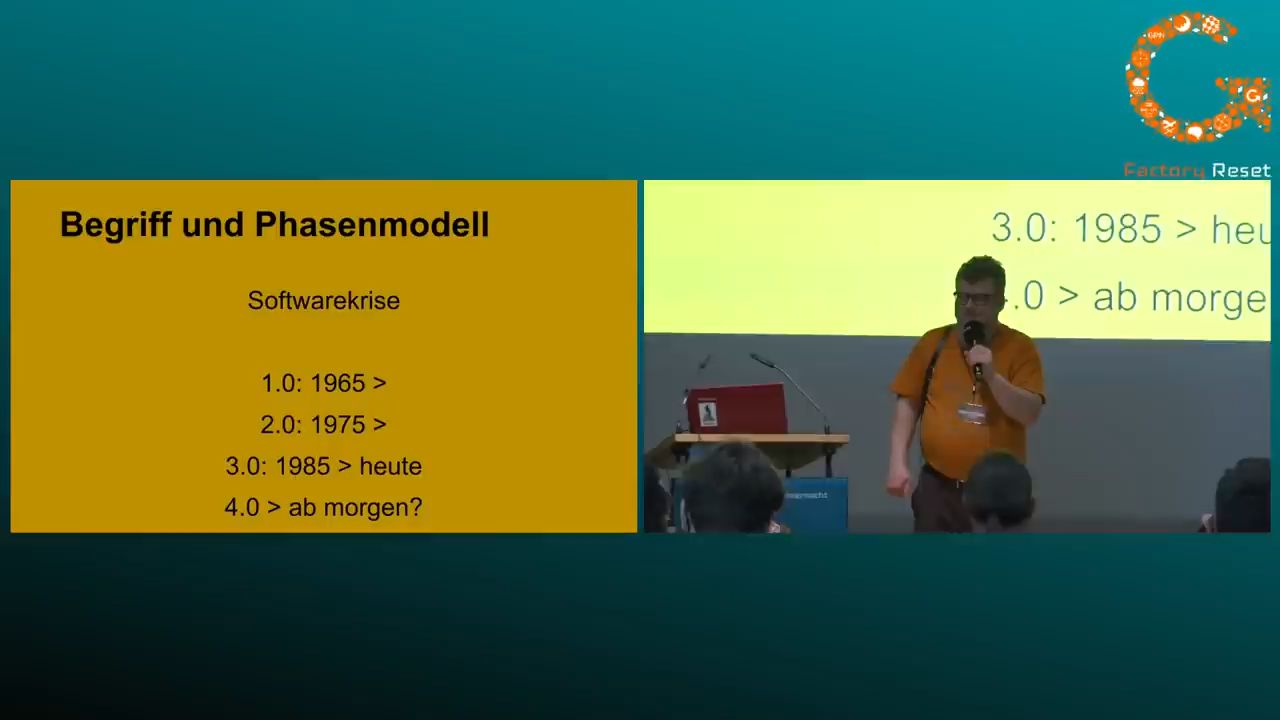 GPN
Factory Reset
Begriff und Phasenmodell
Softwarekrise
1.0: 1965 >
2.0: 1975 >
3.0: 1985 > heute
4.0 > ab morgen?
3.0: 1985 > heu
.0 > ab morge